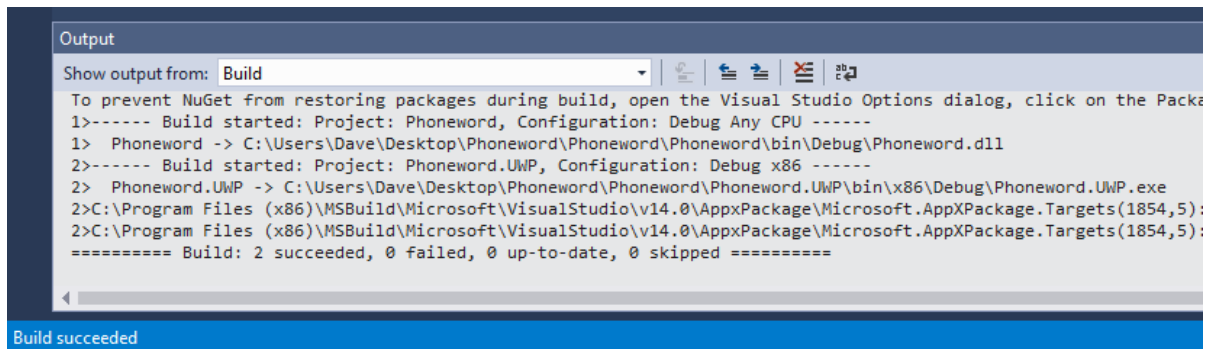 Output
Show output from: Build
To prevent NuGet from restoring packages during build, open the Visual Studio Options dialog, click on the Packa
1>------ Build started: Project: Phoneword, Configuration: Debug Any CPU ------
1>  Phoneword -> C:\Users\Dave\Desktop\Phoneword\Phoneword\Phoneword\bin\Debug\Phoneword.dll
2>------ Build started: Project: Phoneword.UWP, Configuration: Debug x86 ------
2>  Phoneword.UWP -> C:\Users\Dave\Desktop\Phoneword\Phoneword\Phoneword.UWP\bin\x86\Debug\Phoneword.UWP.exe
2>C:\Program Files (x86)\MSBuild\Microsoft\VisualStudio\v14.0\AppxPackage\Microsoft.AppXPackage.Targets(1854,5):
2>C:\Program Files (x86)\MSBuild\Microsoft\VisualStudio\v14.0\AppxPackage\Microsoft.AppXPackage.Targets(1854,5):
========== Build: 2 succeeded, 0 failed, 0 up-to-date, 0 skipped ==========
Build succeeded